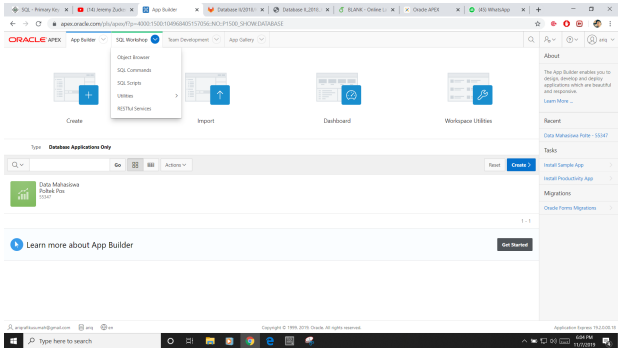 SQL - Primary Key
(14) Jeremy Zucker
App Builder
Database II/2019/
Database II_2019
BLANK - Online L
Oracle APEX
(45) WhatsApp
apex.oracle.com/pls/apex/f?p=4000:1500:104968405157056::NO::P1500_SHOW:DATABASE
ORACLE APEX App Builder SQL Workshop Team Development App Gallery anq
Object Browser
SQL Commands
SQL Scripts
Utilities
RESTful Services
Create Import Dashboard Workspace Utilities
Type Database Applications Only
Go Actions Reset Create
Data Mahasiswa
Poltek Pos
55347
1 - 1
Learn more about App Builder Get Started
About
The App Builder enables you to
design, develop and deploy
applications which are beautiful
and responsive.
Learn More ...
Recent
Data Mahasiswa Polte - 55347
Tasks
Install Sample App
Install Productivity App
Migrations
Oracle Forms Migrations
anq en
Copyright © 1999, 2019, Oracle. All rights reserved.
Application Express 19.2.0.00.18
Type here to search
6:04 PM
11/7/2019